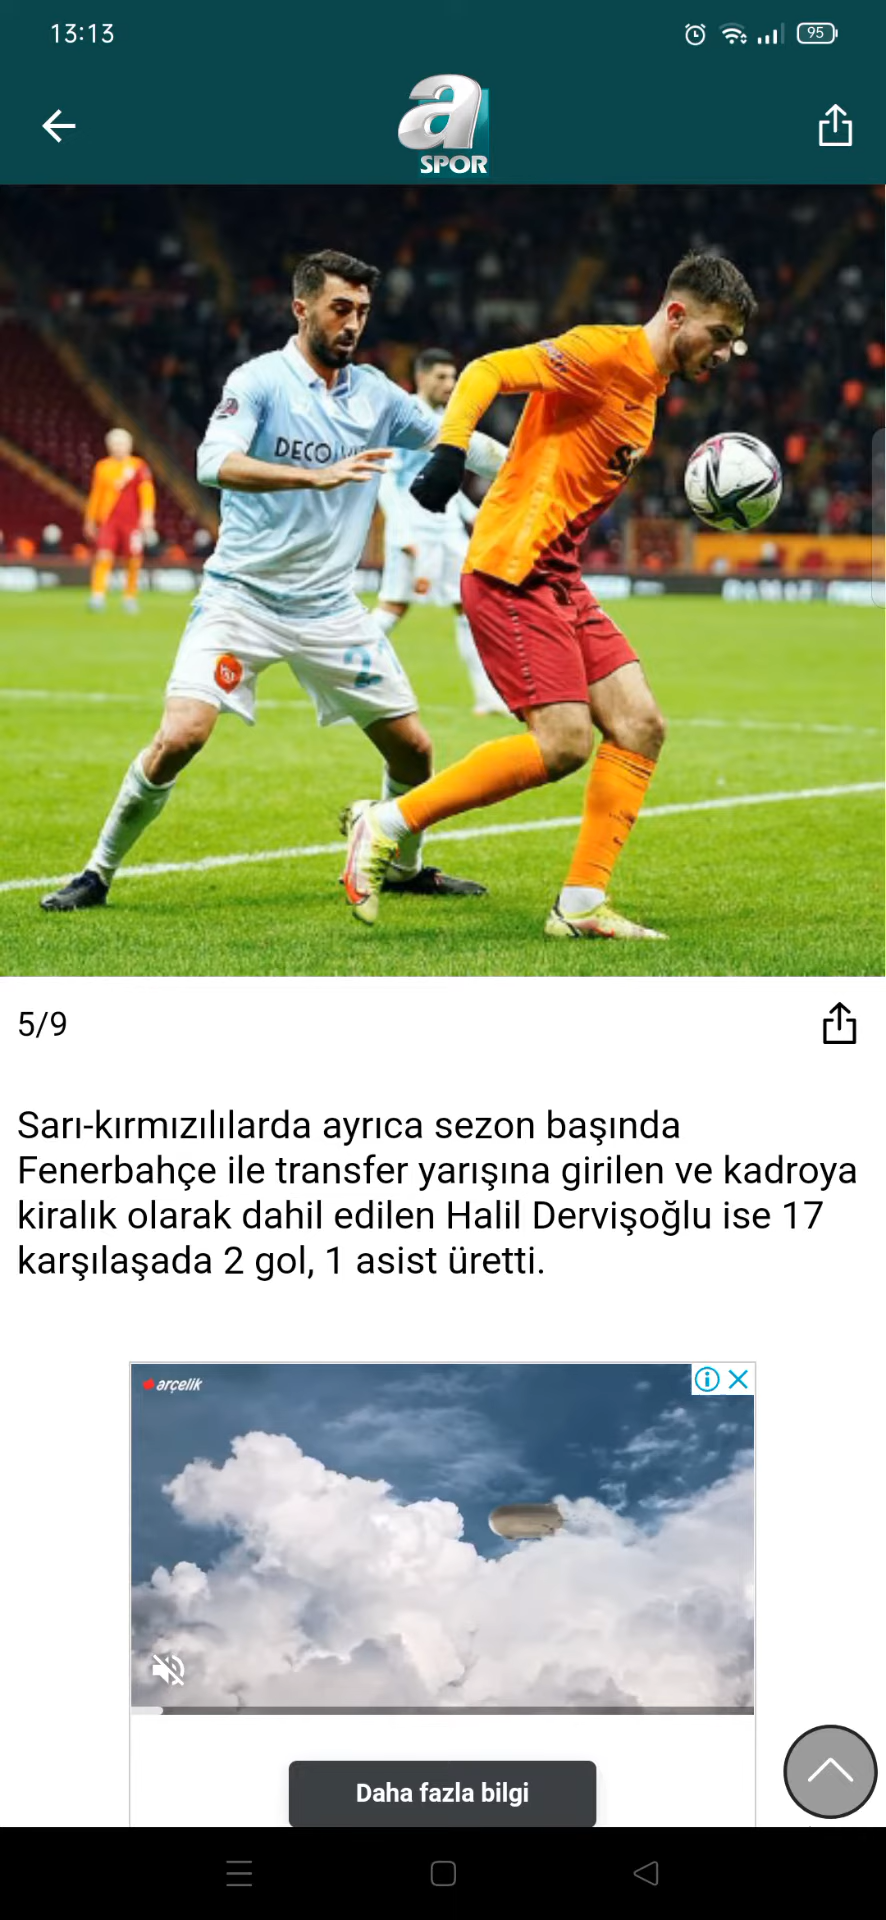 13:13
95
a
SPOR
DECO
21
5/9
Sarı-kırmızılılarda ayrıca sezon başında
Fenerbahçe ile transfer yarışına girilen ve kadroya
kiralık olarak dahil edilen Halil Dervişoğlu ise 17
karşılaşada 2 gol, 1 asist üretti.
arçelik
Daha fazla bilgi